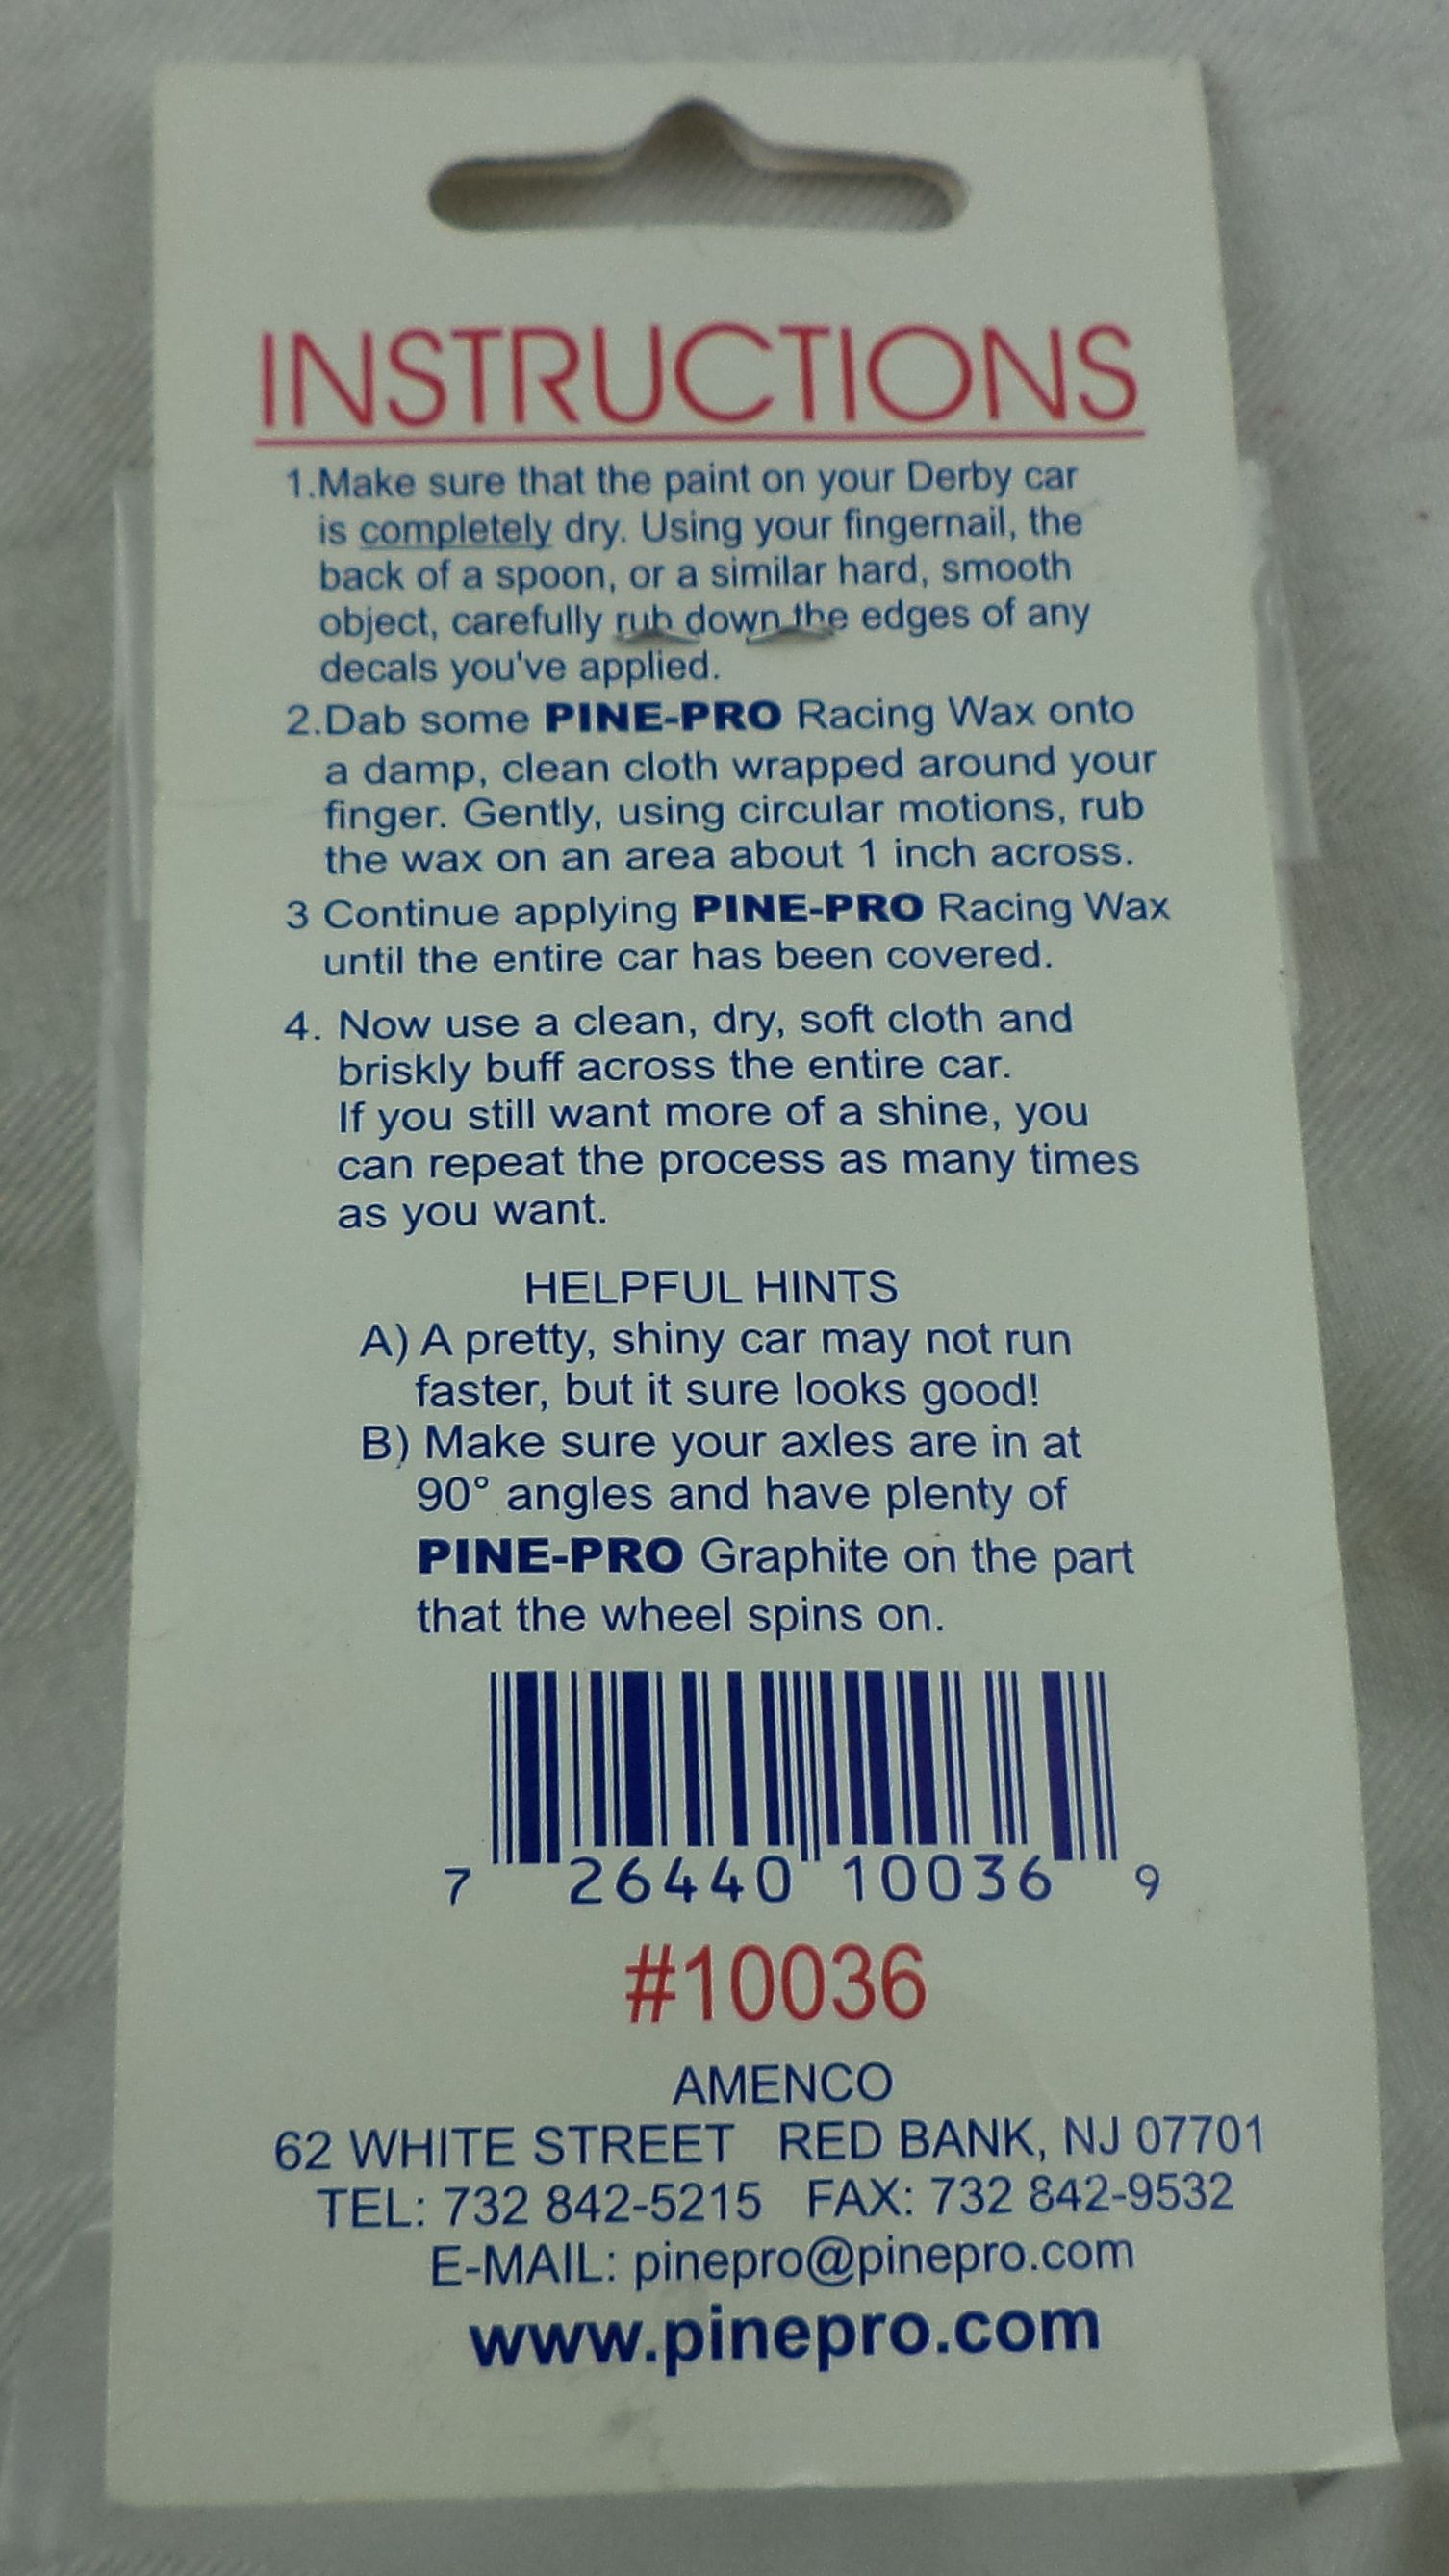 INSTRUCTIONS
1.Make sure that the paint on your Derby car
is completely dry. Using your fingernail, the
back of a spoon, or a similar hard, smooth
object, carefully rub down the edges of any
decals you've applied.
2.Dab some PINE-PRO Racing Wax onto
a damp, clean cloth wrapped around your
finger. Gently, using circular motions, rub
the wax on an area about 1 inch across.
3 Continue applying PINE-PRO Racing Wax
until the entire car has been covered.
4. Now use a clean, dry, soft cloth and
briskly buff across the entire car.
If you still want more of a shine, you
can repeat the process as many times
as you want.
HELPFUL HINTS
A) A pretty, shiny car may not run
faster, but it sure looks good!
B) Make sure your axles are in at
90° angles and have plenty of
PINE-PRO Graphite on the part
that the wheel spins on.
7 26440 10036 9
#10036
AMENCO
62 WHITE STREET RED BANK, NJ 07701
TEL: 732 842-5215 FAX: 732 842-9532
E-MAIL: pinepro@pinepro.com
www.pinepro.com